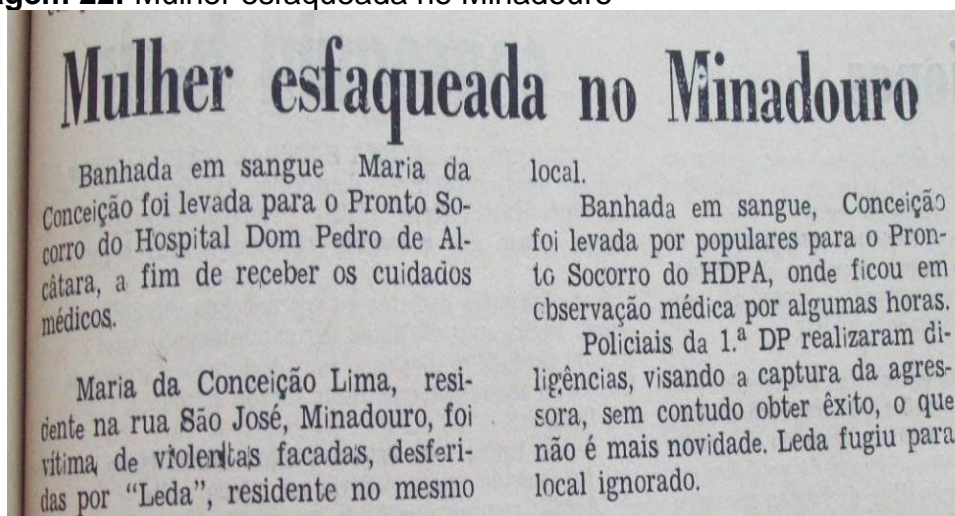 Mulher esfaqueada no Minadouro
Mulher esfaqueada no Minadouro
Banhada em sangue Maria da
Conceição foi levada para o Pronto So-
corro do Hospital Dom Pedro de Al-
câtara, a fim de receber os cuidados
médicos.
Maria da Conceição Lima, resi-
dente na rua São José, Minadouro, foi
vítima de violentas facadas, desferi-
das por "Leda", residente no mesmo
local.
Banhada em sangue, Conceição
foi levada por populares para o Pron-
to Socorro do HDPA, onde ficou em
observação médica por algumas horas.
Policiais da 1.ª DP realizaram di-
ligências, visando a captura da agres-
sora, sem contudo obter êxito, o que
não é mais novidade. Leda fugiu para
local ignorado.